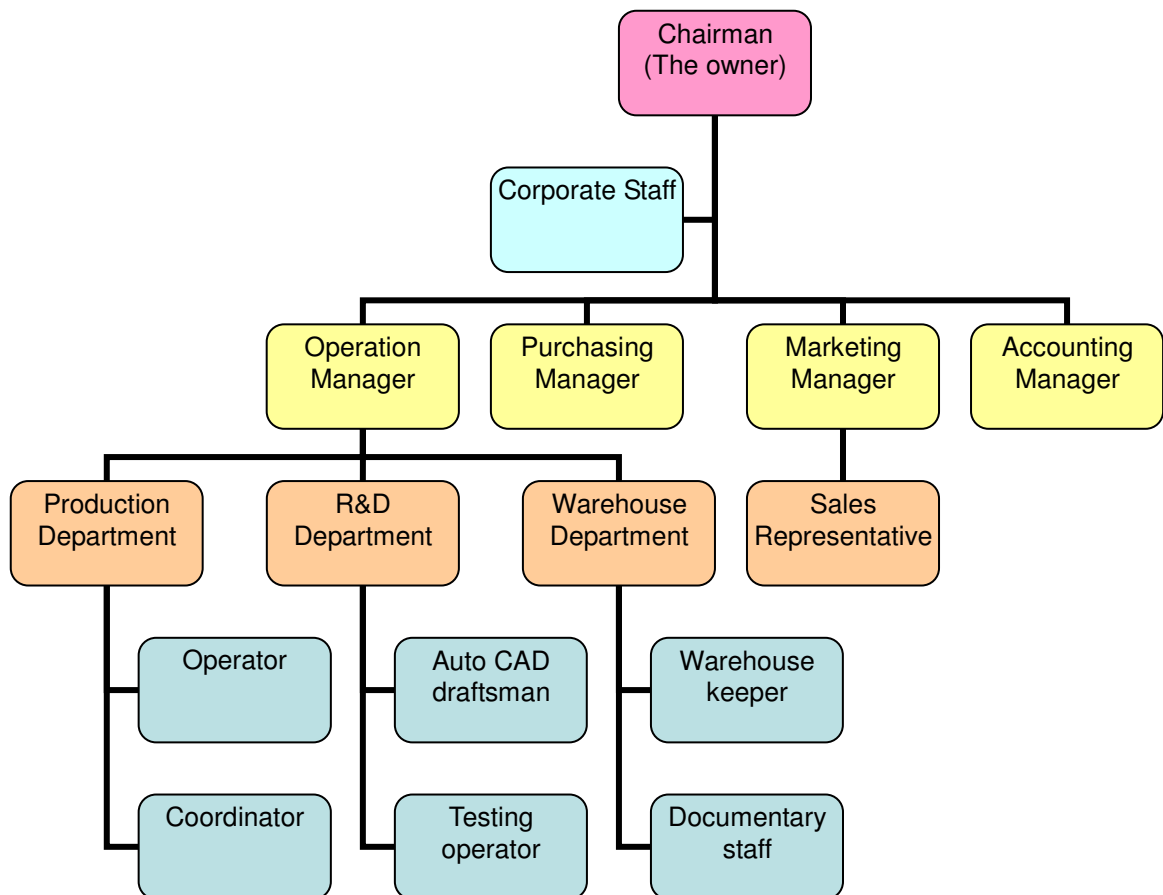 Chairman
(The owner)
Corporate Staff
Operation
Manager
Purchasing
Manager
Marketing
Manager
Accounting
Manager
Production
Department
R&D
Department
Warehouse
Department
Sales
Representative
Operator
Auto CAD
draftsman
Warehouse
keeper
Coordinator
Testing
operator
Documentary
staff